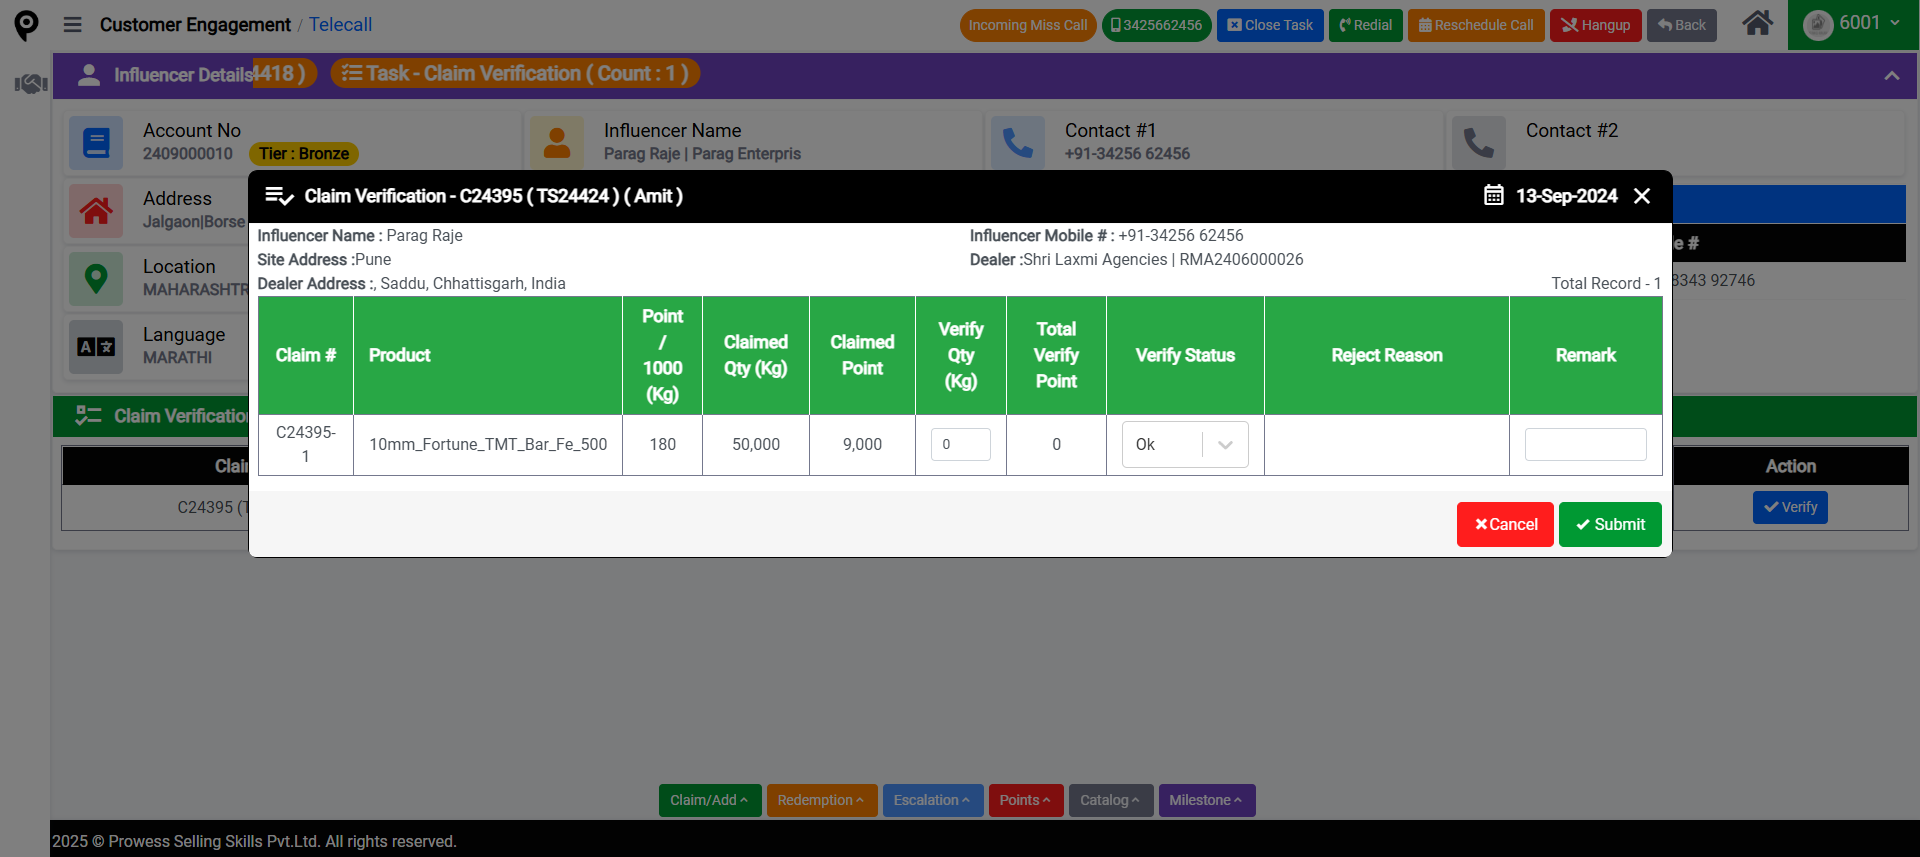 Customer Engagement / Telecall
Incoming Miss Call
3425662456
Close Task
Redial
Reschedule Call
Hangup
Back
6001
Influencer Details
4418 )
Task - Claim Verification ( Count : 1 )
Account No
2409000010
Tier : Bronze
Influencer Name
Parag Raje | Parag Enterpris
Contact #1
+91-34256 62456
Contact #2
Address
Jalgaon|Borse
Location
MAHARASHTR
Language
MARATHI
#
8343 92746
Claim Verification - C24395 ( TS24424 ) ( Amit )
13-Sep-2024
Influencer Name : Parag Raje
Influencer Mobile # : +91-34256 62456
Site Address :Pune
Dealer :Shri Laxmi Agencies | RMA2406000026
Dealer Address :, Saddu, Chhattisgarh, India
Total Record - 1
Claim #
Product
Point
/
1000
(Kg)
Claimed
Qty (Kg)
Claimed
Point
Verify
Qty
(Kg)
Total
Verify
Point
Verify Status
Reject Reason
Remark
C24395-
1
10mm_Fortune_TMT_Bar_Fe_500
180
50,000
9,000
0
0
Ok
Cancel
Submit
Claim Verification
Clai
Action
C24395 (T
Verify
Claim/Add
Redemption
Escalation
Points
Catalog
Milestone
2025 © Prowess Selling Skills Pvt.Ltd. All rights reserved.